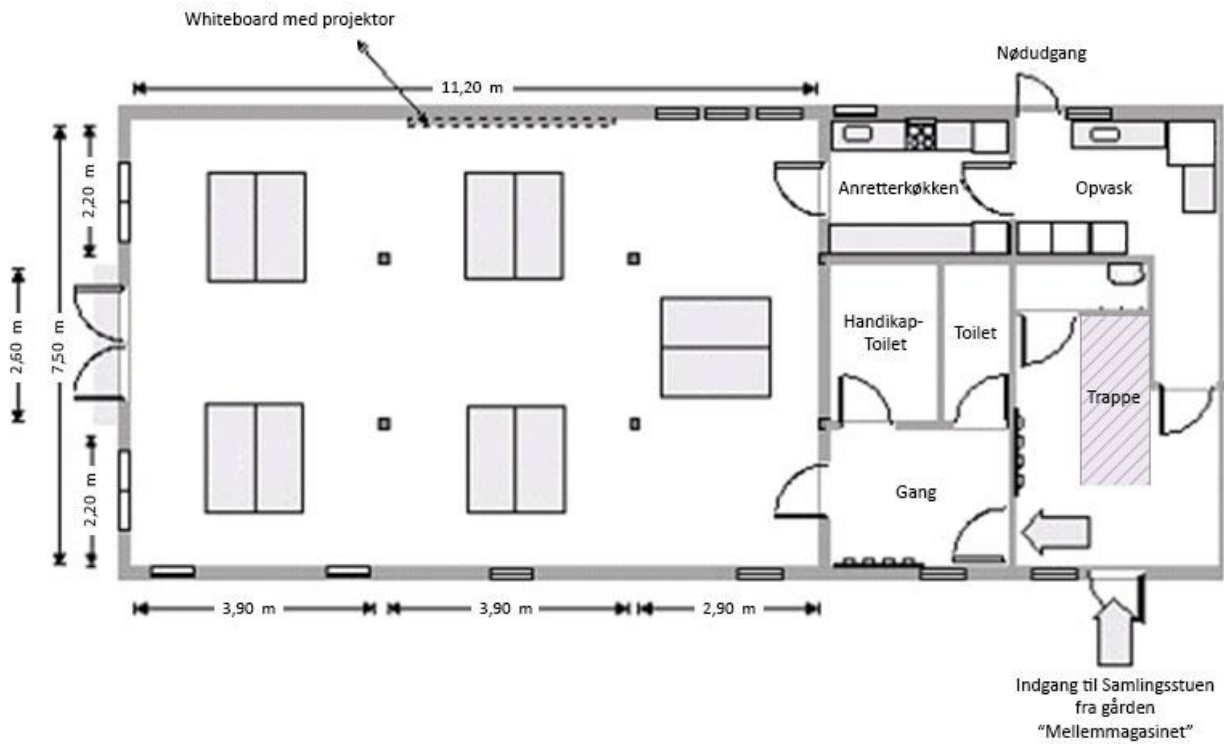 Whiteboard med projektor
Nødudgang
11,20 m
2,20 m
2,60 m
7,50 m
2,20 m
Anretterkøkken
Opvask
Handikap-
Toilet
Toilet
Trappe
Gang
3,90 m
3,90 m
2,90 m
Indgang til Samlingsstuen
fra gården
“Mellemmagasinet”